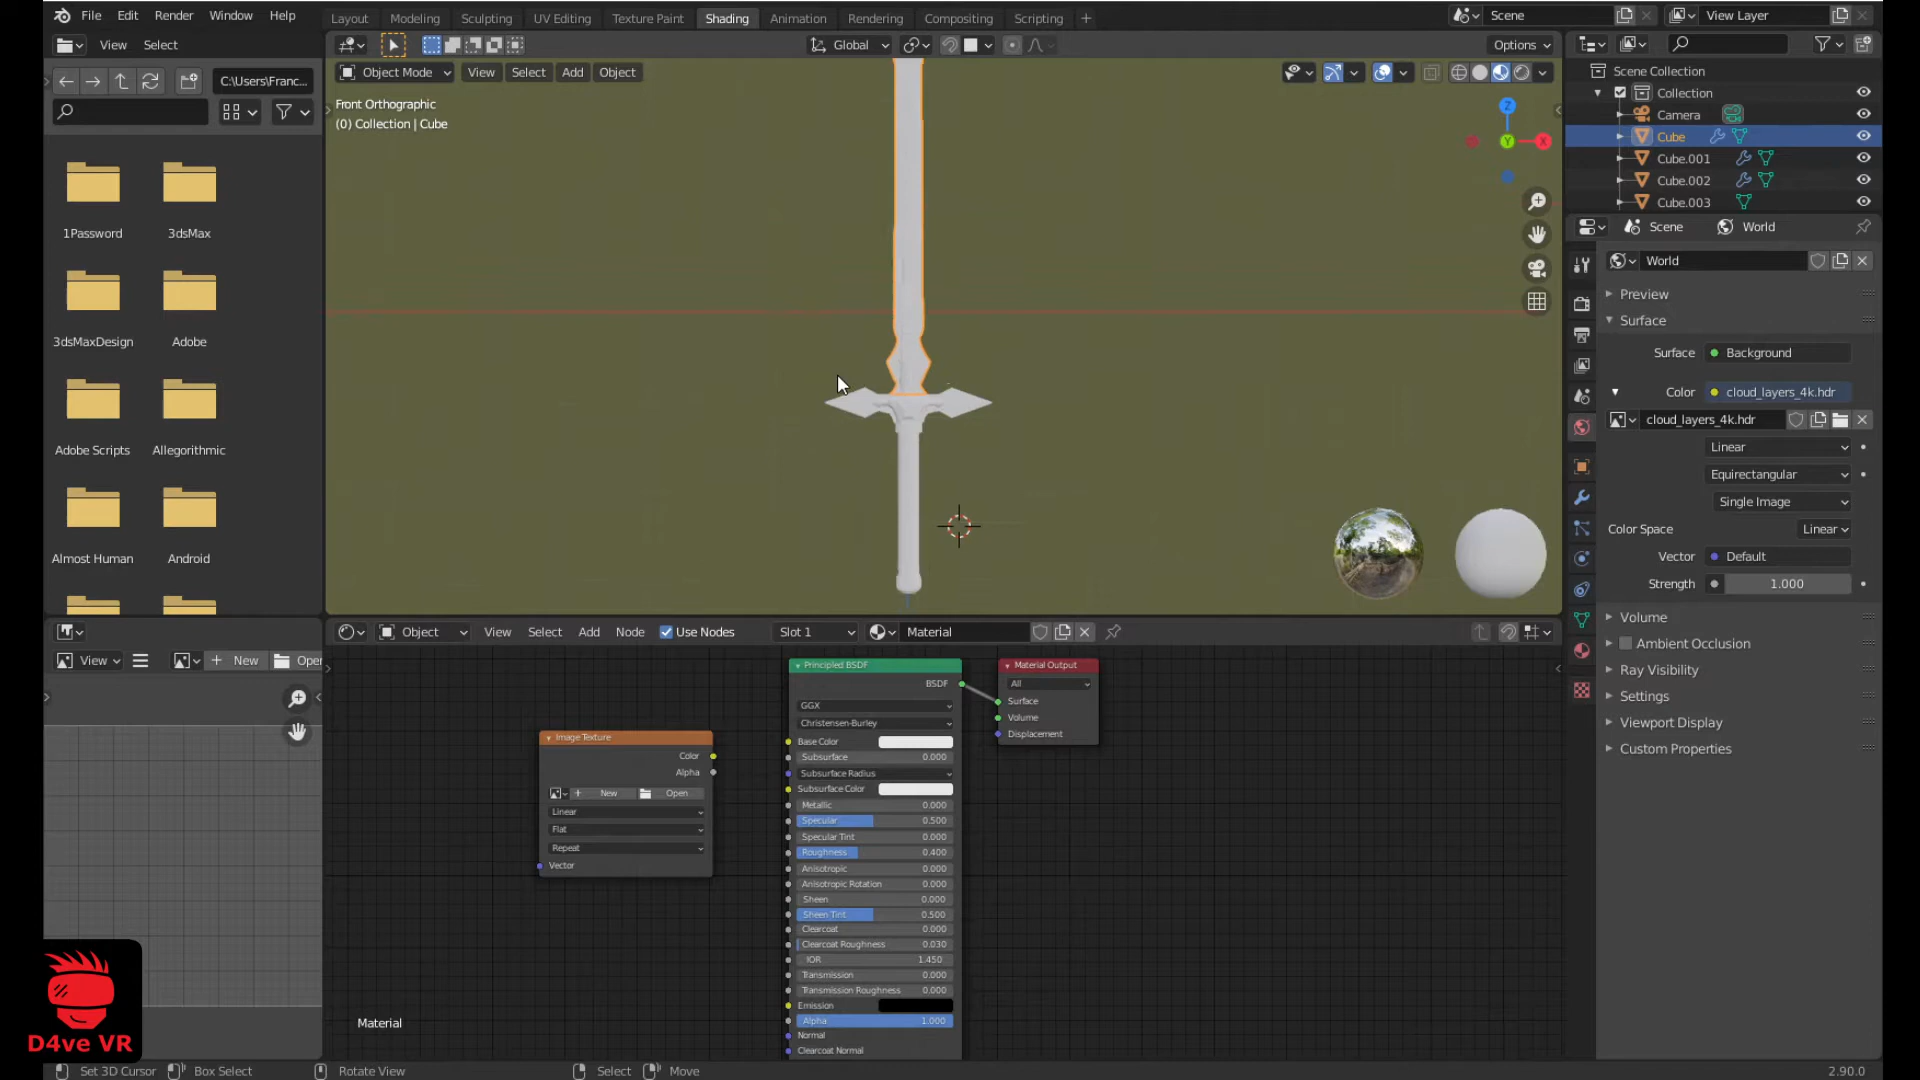 File Edit Render Window Help
Layout Modeling Sculpting UV Editing Texture Paint Shading Animation Rendering Compositing Scripting +
Scene View Layer
View Select
Global
Options
C:\Users\Franc...
Object Mode View Select Add Object
Front Orthographic
(0) Collection | Cube
Z
Y
X
1Password
3dsMax
3dsMaxDesign
Adobe
Adobe Scripts
Allegorithmic
Almost Human
Android
Scene Collection
Collection
Camera
Cube
Cube.001
Cube.002
Cube.003
Scene World
World
Preview
Surface
Surface Background
Color cloud_layers_4k.hdr
cloud_layers_4k.hdr
Linear
Equirectangular
Single Image
Color Space Linear
Vector Default
Strength 1.000
Volume
Ambient Occlusion
Ray Visibility
Settings
Viewport Display
Custom Properties
Object View Select Add Node Use Nodes Slot 1 Material
View + New Oper
Image Texture
Color
Alpha
+ New Open
Linear
Flat
Repeat
Vector
Principled BSDF
BSDF
GGX
Christensen-Burley
Base Color
Subsurface 0.000
Subsurface Radius
Subsurface Color
Metallic 0.000
Specular 0.500
Specular Tint 0.000
Roughness 0.400
Anisotropic 0.000
Anisotropic Rotation 0.000
Sheen 0.000
Sheen Tint 0.500
Clearcoat 0.000
Clearcoat Roughness 0.030
IOR 1.450
Transmission 0.000
Transmission Roughness 0.000
Emission
Alpha 1.000
Normal
Clearcoat Normal
Material Output
All
Surface
Volume
Displacement
Material
D4ve VR
Set 3D Cursor Box Select Rotate View Select Move 2.90.0